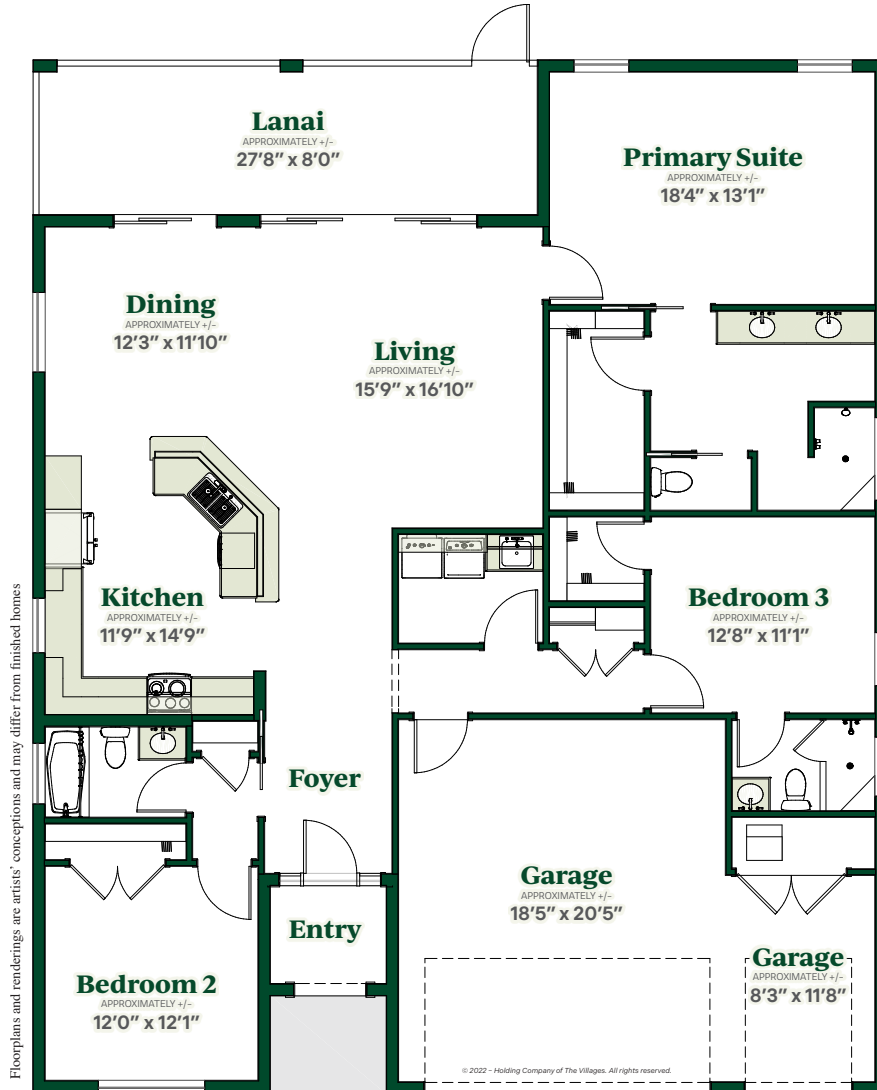 Lanai
APPROXIMATELY +/-
27'8" x 8'0"
Primary Suite
APPROXIMATELY +/-
18'4" x 13'1"
Dining
APPROXIMATELY +/-
12'3" x 11'10"
Living
APPROXIMATELY +/-
15'9" x 16'10"
Kitchen
APPROXIMATELY +/-
11'9" x 14'9"
Bedroom 3
APPROXIMATELY +/-
12'8" x 11'1"
Foyer
Garage
APPROXIMATELY +/-
18'5" x 20'5"
Entry
Garage
APPROXIMATELY +/-
8'3" x 11'8"
Bedroom 2
APPROXIMATELY +/-
12'0" x 12'1"
© 2022 – Holding Company of The Villages. All rights reserved.
Floorplans and renderings are artists' conceptions and may differ from finished homes